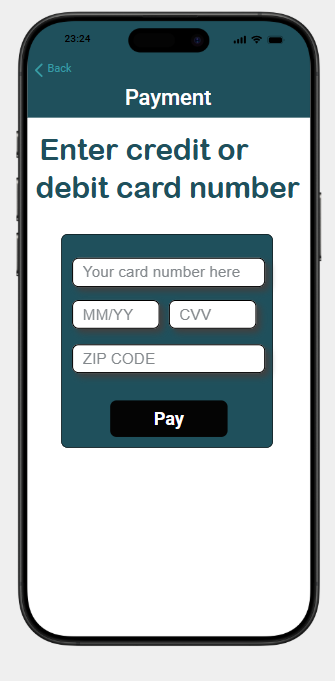 23:24
Back
Payment
Enter credit or
debit card number
Your card number here
MM/YY CVV
ZIP CODE
Pay